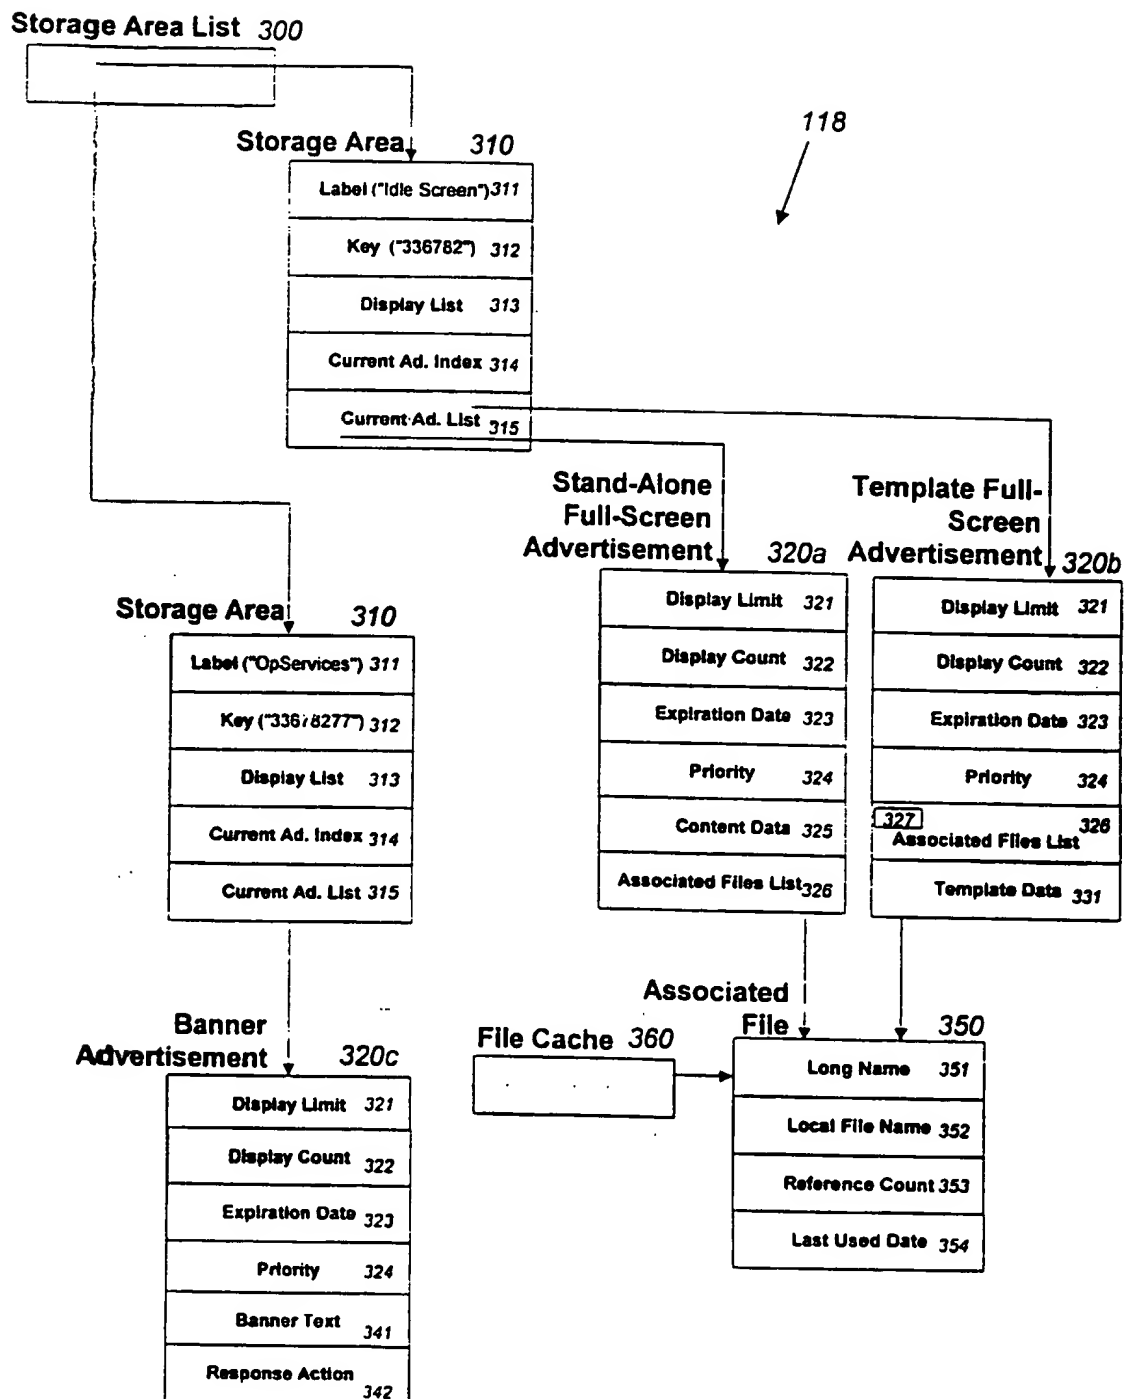 Storage Area List 300
118
Storage Area 310
Label ("Idle Screen") 311
Key ("336782") 312
Display List 313
Current Ad. Index 314
Current Ad. List 315
Stand-Alone
Full-Screen
Advertisement 320a
Display Limit 321
Display Count 322
Expiration Date 323
Priority 324
Content Data 325
Associated Files List 326
Template Full-
Screen
Advertisement 320b
Display Limit 321
Display Count 322
Expiration Date 323
Priority 324
327 326
Associated Files List
Template Data 331
Storage Area 310
Label ("OpServices") 311
Key ("33678277") 312
Display List 313
Current Ad. Index 314
Current Ad. List 315
Banner
Advertisement 320c
Display Limit 321
Display Count 322
Expiration Date 323
Priority 324
Banner Text 341
Response Action
342
File Cache 360
Associated
File 350
Long Name 351
Local File Name 352
Reference Count 353
Last Used Date 354